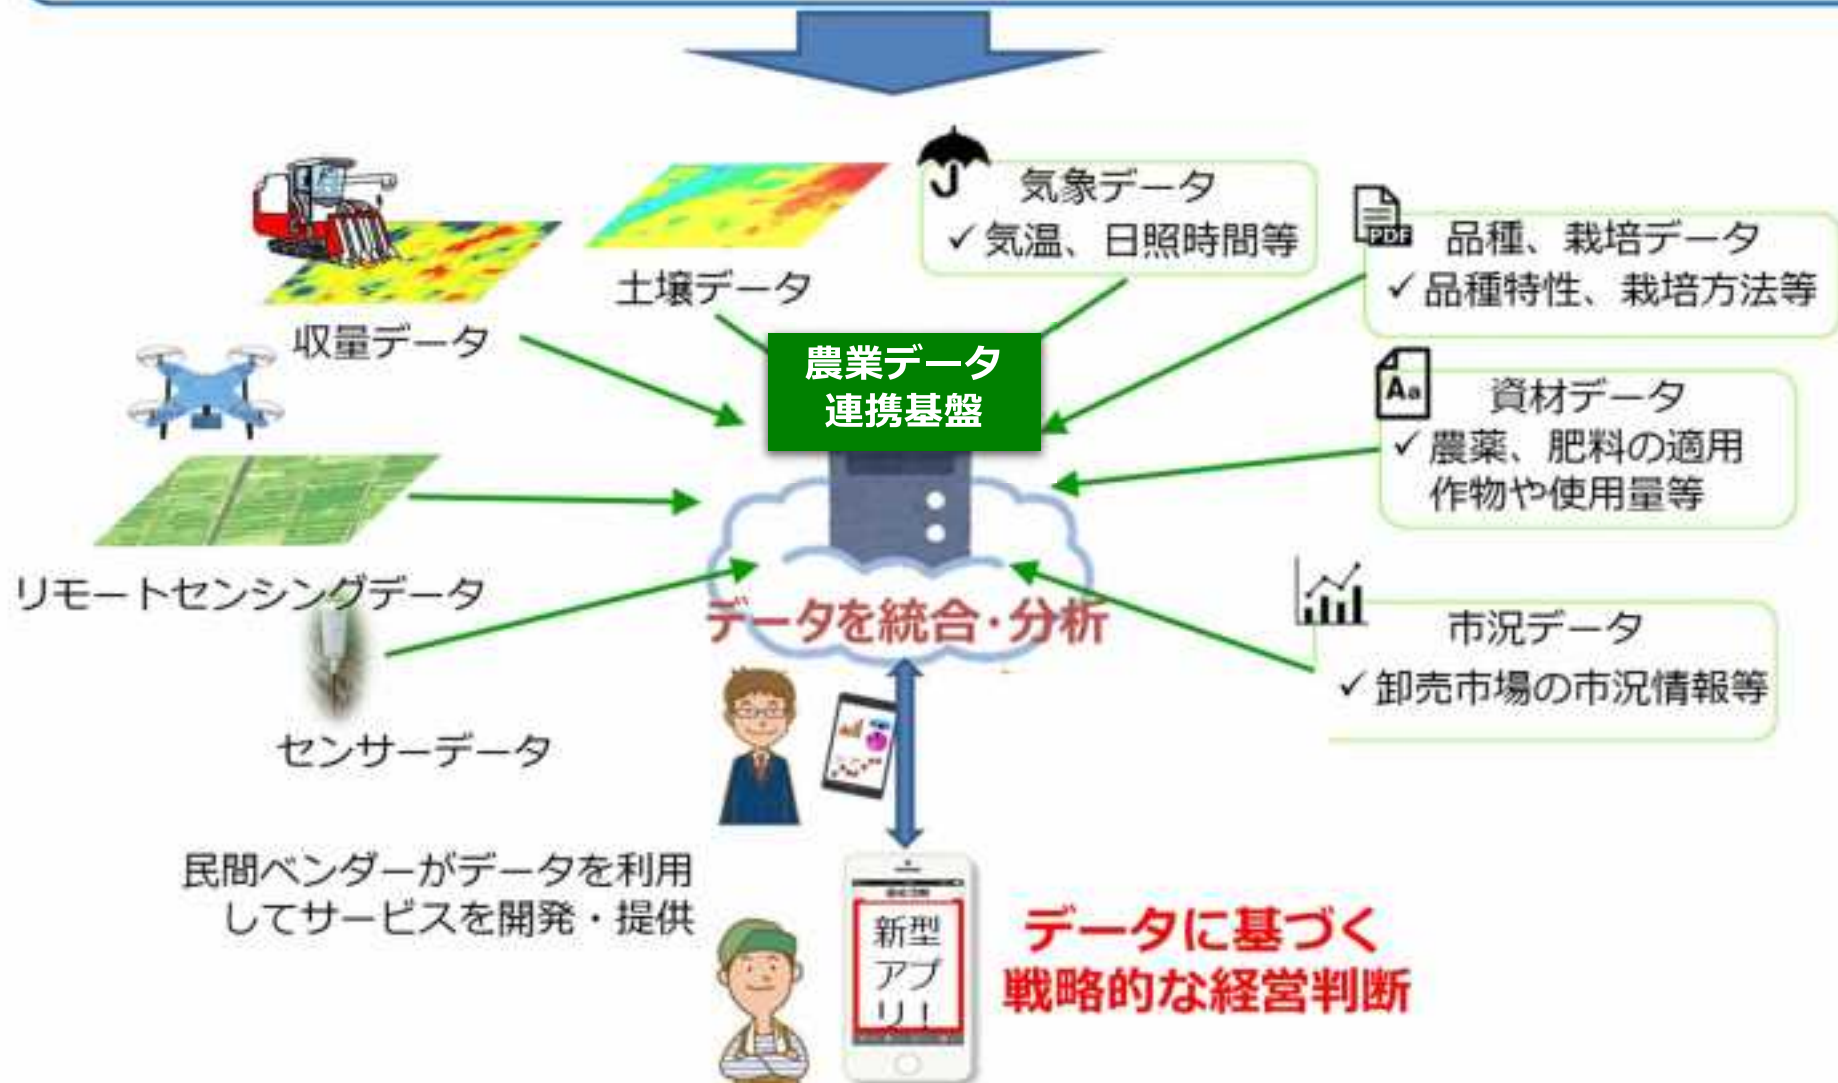 気象データ
✓気温、日照時間等
土壌データ
収量データ
PDF
品種、栽培データ
✓品種特性、栽培方法等
農業データ
連携基盤
Aa
資材データ
✓農薬、肥料の適用
作物や使用量等
リモートセンシングデータ
データを統合・分析
市況データ
✓卸売市場の市況情報等
センサーデータ
民間ベンダーがデータを利用
してサービスを開発・提供
新型
アプ
リ！
データに基づく
戦略的な経営判断